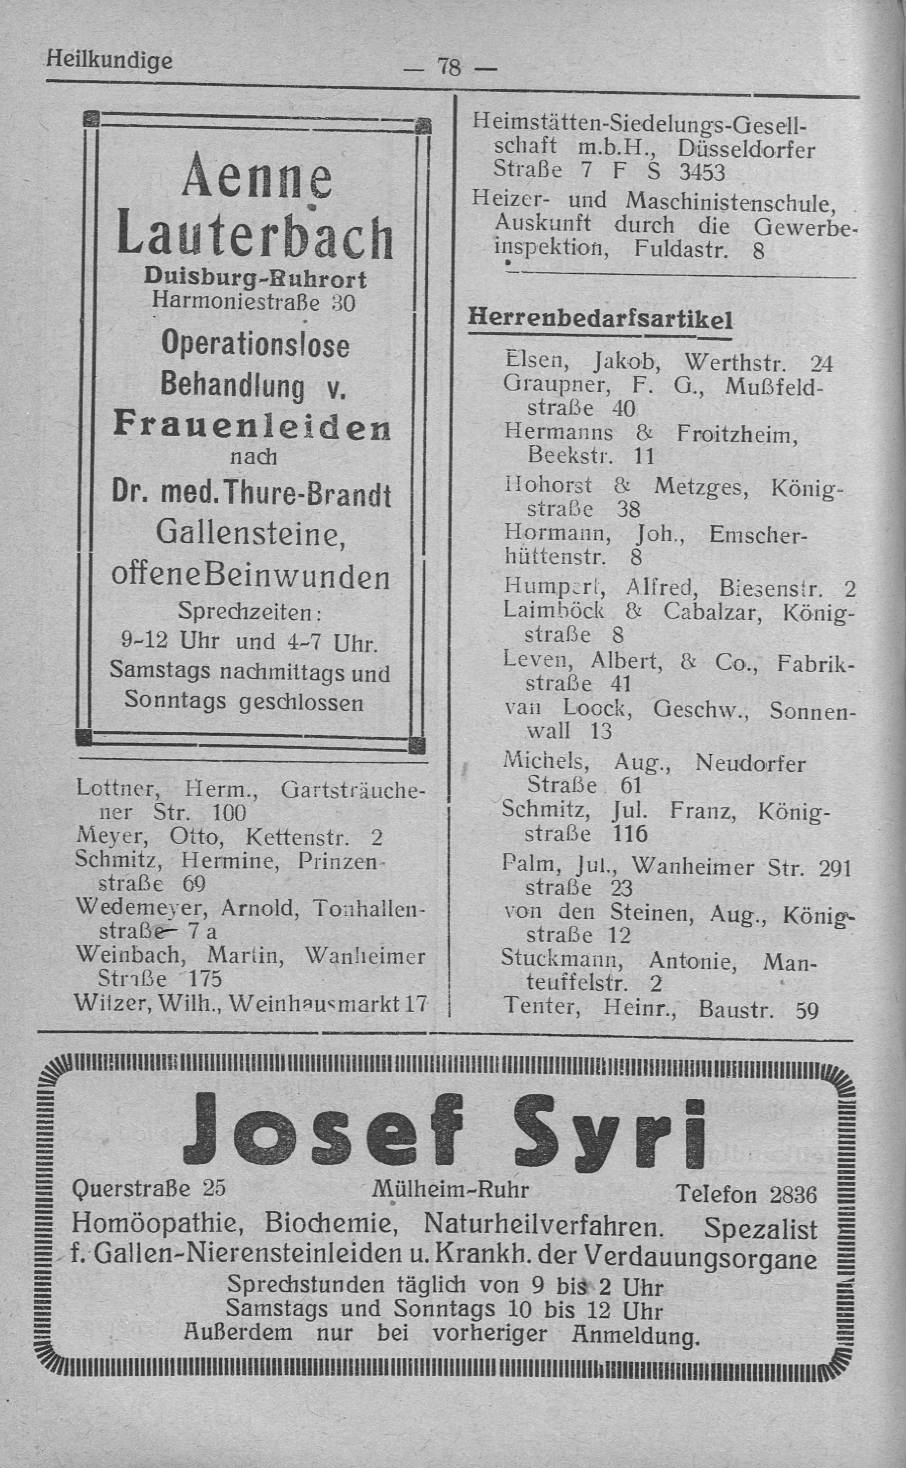 Heilkundige
— 78 —
Aenne
Lauterbach
Duisburg-Ruhrort
Harmoniestraße 30
Operationslose
Behandlung v.
Frauenleiden
nach
Dr. med. Thure-Brandt
Gallensteine,
offene Beinwunden
Sprechzeiten:
9-12 Uhr und 4-7 Uhr.
Samstags nachmittags und
Sonntags geschlossen
Lottner, Herm., Gartsträuche-
ner Str. 100
Meyer, Otto, Kettenstr. 2
Schmitz, Hermine, Prinzen-
straße 69
Wedemeyer, Arnold, Tonhallen-
straße 7 a
Weinbach, Martin, Wanheimer
Straße 175
Witzer, Wilh., Weinhausmarkt 17
Heimstätten-Siedelungs-Gesell-
schaft m.b.H., Düsseldorfer
Straße 7 F S 3453
Heizer- und Maschinistenschule,
Auskunft durch die Gewerbe-
inspektion, Fuldastr. 8
Herrenbedarfsartikel
Elsen, Jakob, Werthstr. 24
Graupner, F. G., Mußfeld-
straße 40
Hermanns & Froitzheim,
Beekstr. 11
Hohorst & Metzges, König-
straße 38
Hormann, Joh., Emscher-
hüttenstr. 8
Humpert, Alfred, Biesenstr. 2
Laimböck & Cabalzar, König-
straße 8
Leven, Albert, & Co., Fabrik-
straße 41
van Loock, Geschw., Sonnen-
wall 13
Michels, Aug., Neudorfer
Straße 61
Schmitz, Jul. Franz, König-
straße 116
Palm, Jul., Wanheimer Str. 291
straße 23
von den Steinen, Aug., König-
straße 12
Stuckmann, Antonie, Man-
teuffelstr. 2
Tenter, Heinr., Baustr. 59
Josef Syri
Querstraße 25 Mülheim-Ruhr Telefon 2836
Homöopathie, Biochemie, Naturheilverfahren. Spezalist
f. Gallen-Nierensteinleiden u. Krankh. der Verdauungsorgane
Sprechstunden täglich von 9 bis 2 Uhr
Samstags und Sonntags 10 bis 12 Uhr
Außerdem nur bei vorheriger Anmeldung.